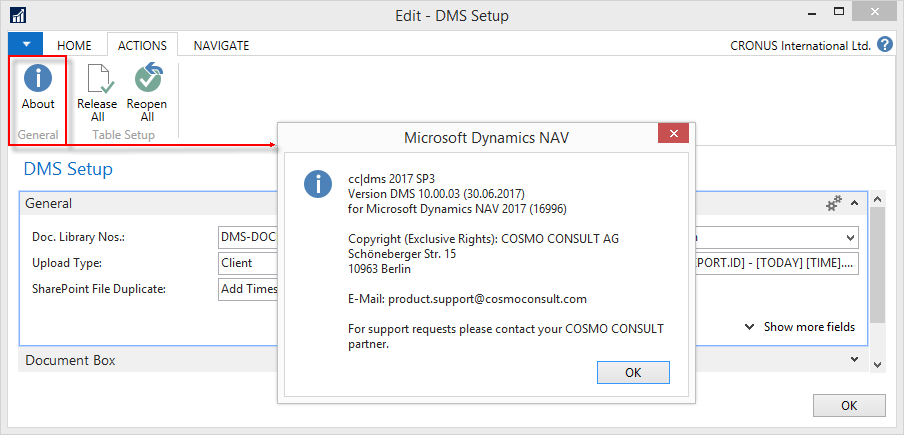 Edit - DMS Setup
HOME ACTIONS NAVIGATE CRONUS International Ltd. ?
About Release All Reopen All
General Table Setup
Microsoft Dynamics NAV
cc|dms 2017 SP3
Version DMS 10.00.03 (30.06.2017)
for Microsoft Dynamics NAV 2017 (16996)
Copyright (Exclusive Rights): COSMO CONSULT AG
Schöneberger Str. 15
10963 Berlin
E-Mail: product.support@cosmoconsult.com
For support requests please contact your COSMO CONSULT
partner.
OK
DMS Setup
General
Doc. Library Nos.: DMS-DOC
Upload Type: Client PORT.ID] - [TODAY] [TIME]....
SharePoint File Duplicate: Add Times
Show more fields
Document Box
OK